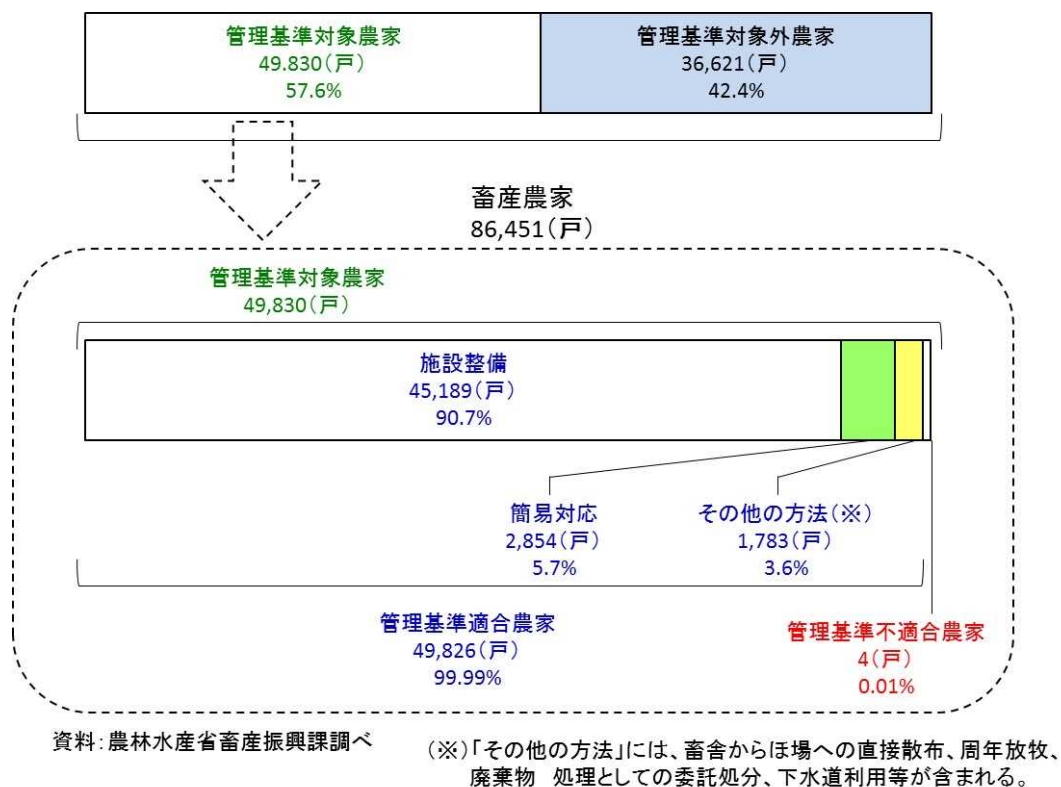 管理基準対象農家
49.830(戸)
57.6%
管理基準対象外農家
36,621(戸)
42.4%
畜産農家
86,451(戸)
管理基準対象農家
49,830(戸)
施設整備
45,189(戸)
90.7%
簡易対応
2,854(戸)
5.7%
その他の方法(※)
1,783(戸)
3.6%
管理基準適合農家
49,826(戸)
99.99%
管理基準不適合農家
4(戸)
0.01%
資料:農林水産省畜産振興課調べ
(※)「その他の方法」には、畜舎からほ場への直接散布、周年放牧、
廃棄物　処理としての委託処分、下水道利用等が含まれる。